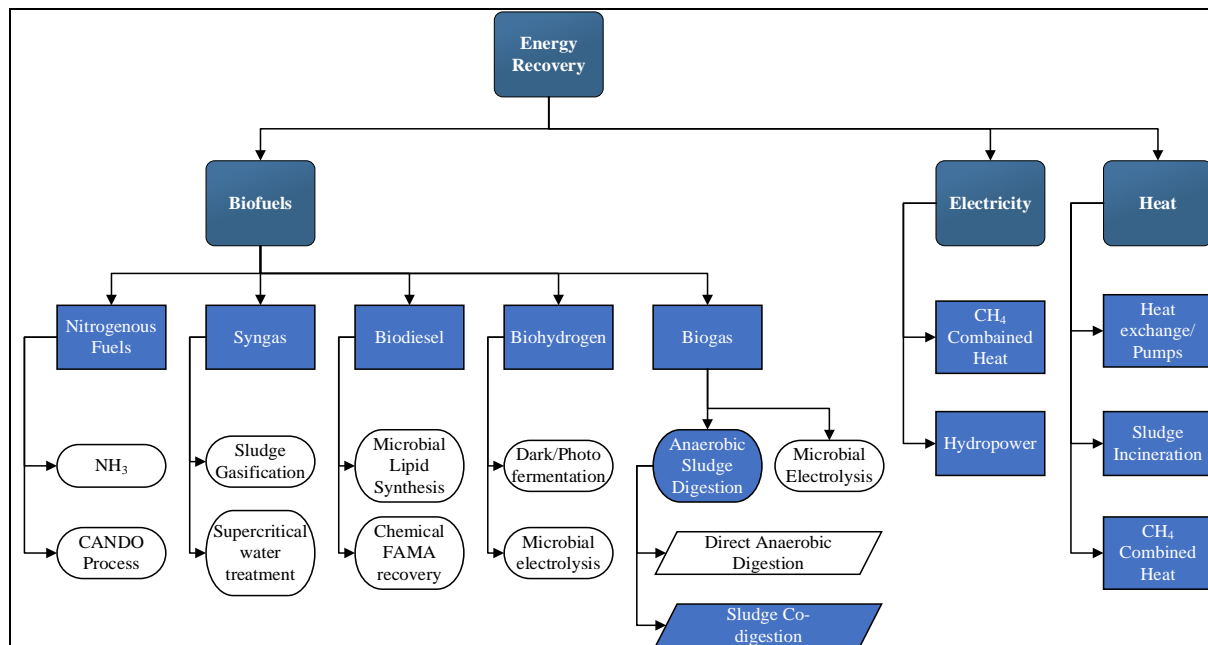 Energy
Recovery
Biofuels
Electricity
Heat
Nitrogenous
Fuels
Syngas
Biodiesel
Biohydrogen
Biogas
CH₄
Combained
Heat
Heat
exchange/
Pumps
NH₃
Sludge
Gasification
Microbial
Lipid
Synthesis
Dark/Photo
fermentation
Anaerobic
Sludge
Digestion
Microbial
Electrolysis
Hydropower
Sludge
Incineration
CANDO
Process
Supercritical
water
treatment
Chemical
FAMA
recovery
Microbial
electrolysis
Direct Anaerobic
Digestion
CH₄
Combined
Heat
Sludge Co-
digestion